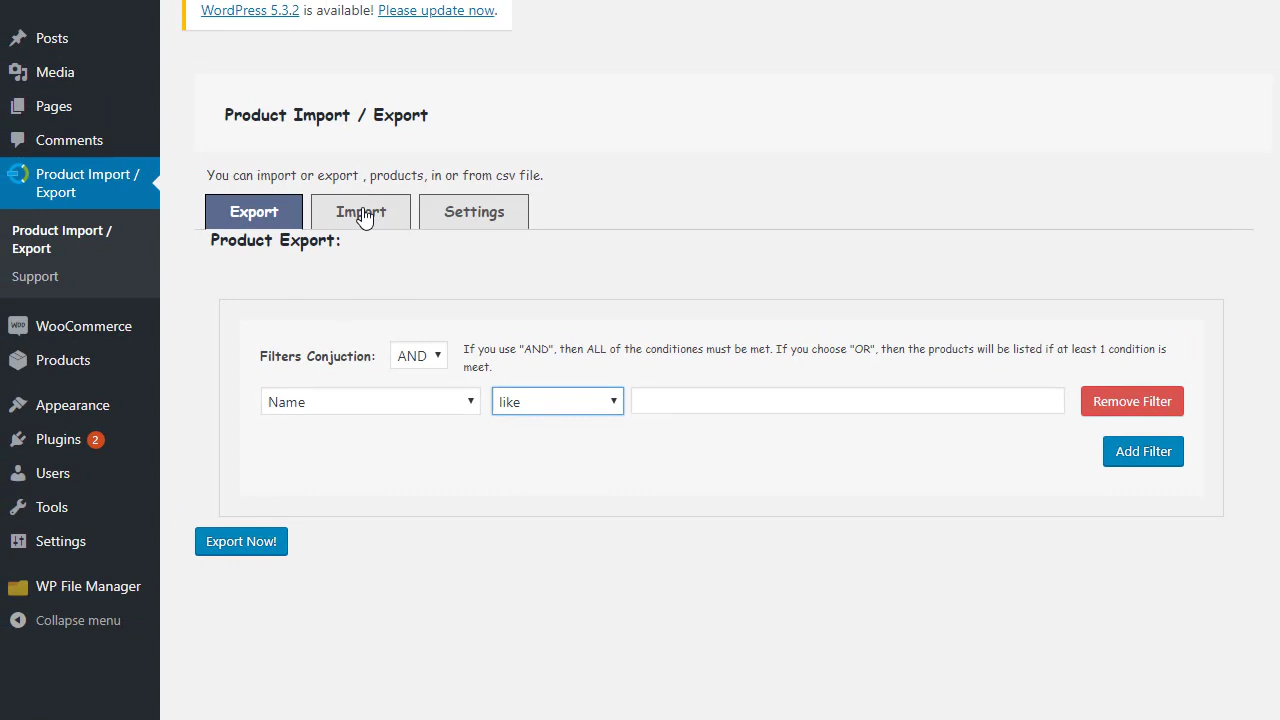 WordPress 5.3.2 is available! Please update now.
Posts
Media
Pages
Comments
Product Import /
Export
Product Import /
Export
Support
WooCommerce
Products
Appearance
Plugins 2
Users
Tools
Settings
WP File Manager
Collapse menu
Product Import / Export
You can import or export , products, in or from csv file.
Export Import Settings
Product Export:
Filters Conjuction: AND If you use "AND", then ALL of the conditiones must be met. If you choose "OR", then the products will be listed if at least 1 condition is
meet.
Name like Remove Filter
Add Filter
Export Now!